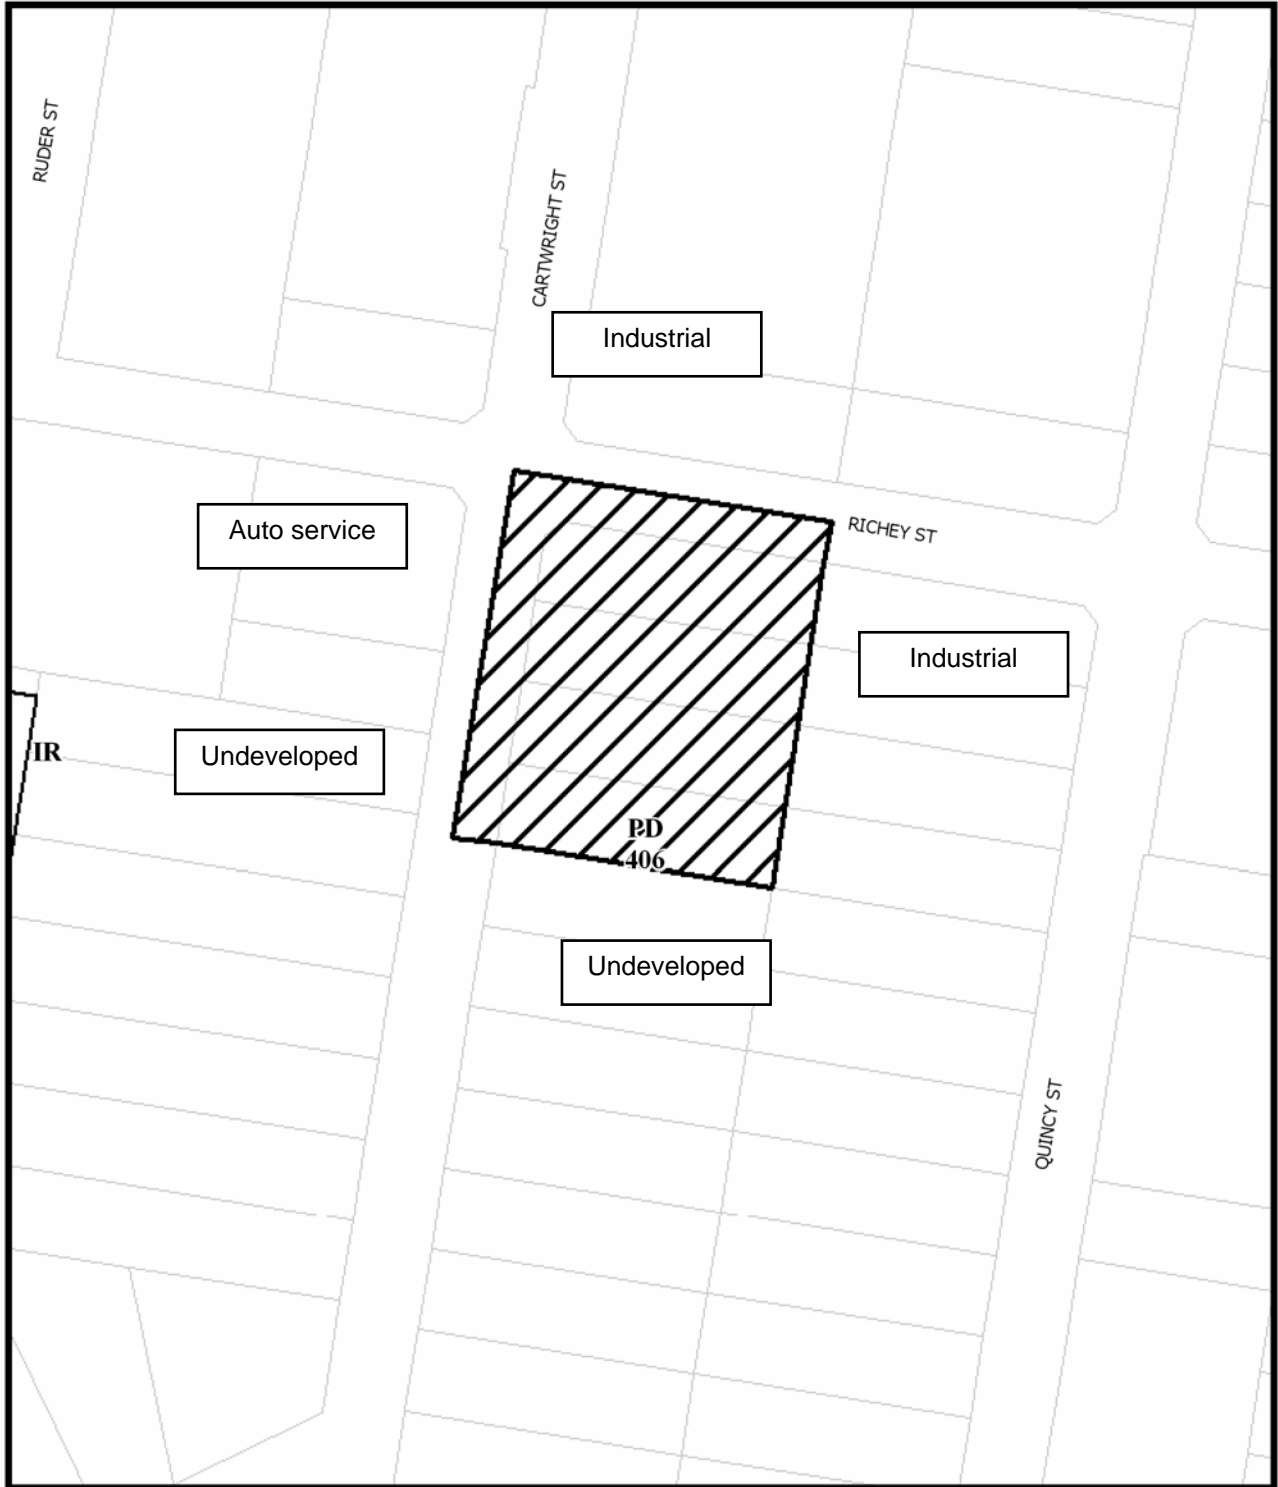 RUDER ST
CARTWRIGHT ST
Industrial
Auto service
RICHEY ST
Industrial
IR
Undeveloped
PD
406
Undeveloped
QUINCY ST